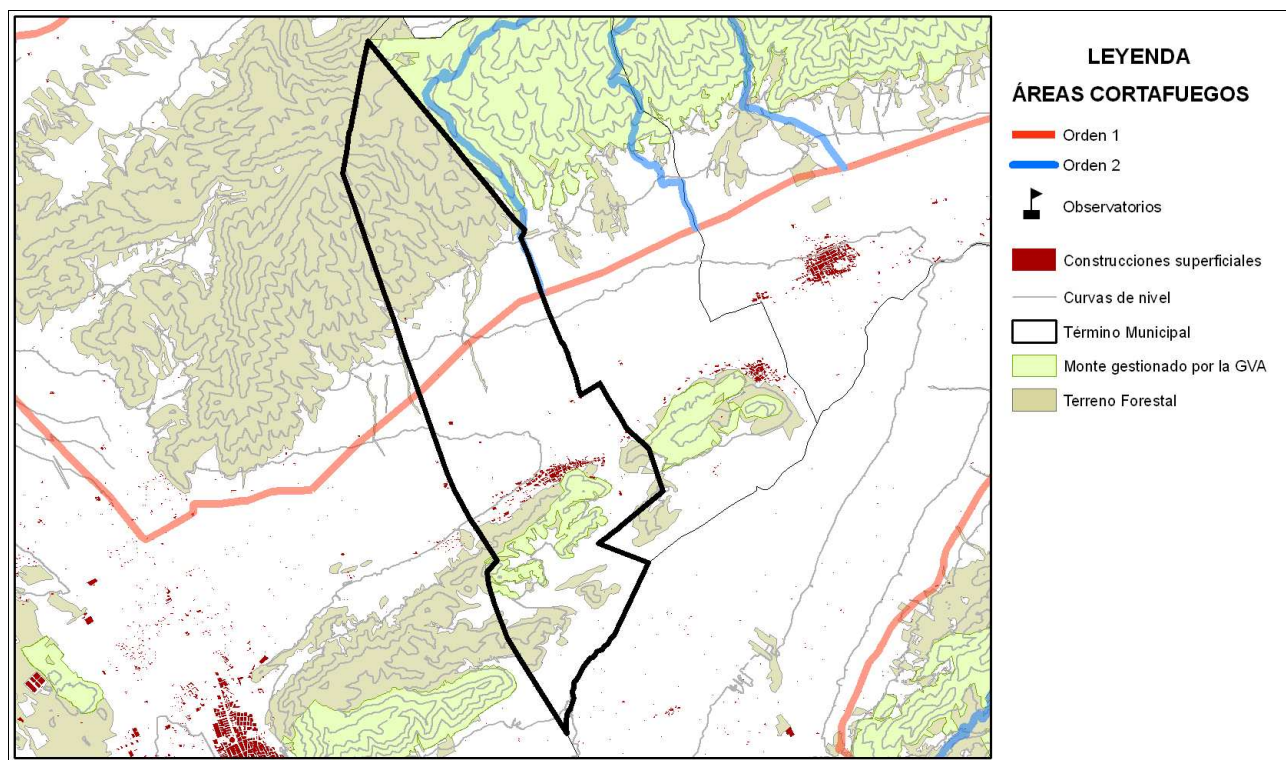 LEYENDA
ÁREAS CORTAFUEGOS
Orden 1
Orden 2
Observatorios
Construcciones superficiales
Curvas de nivel
Término Municipal
Monte gestionado por la GVA
Terreno Forestal